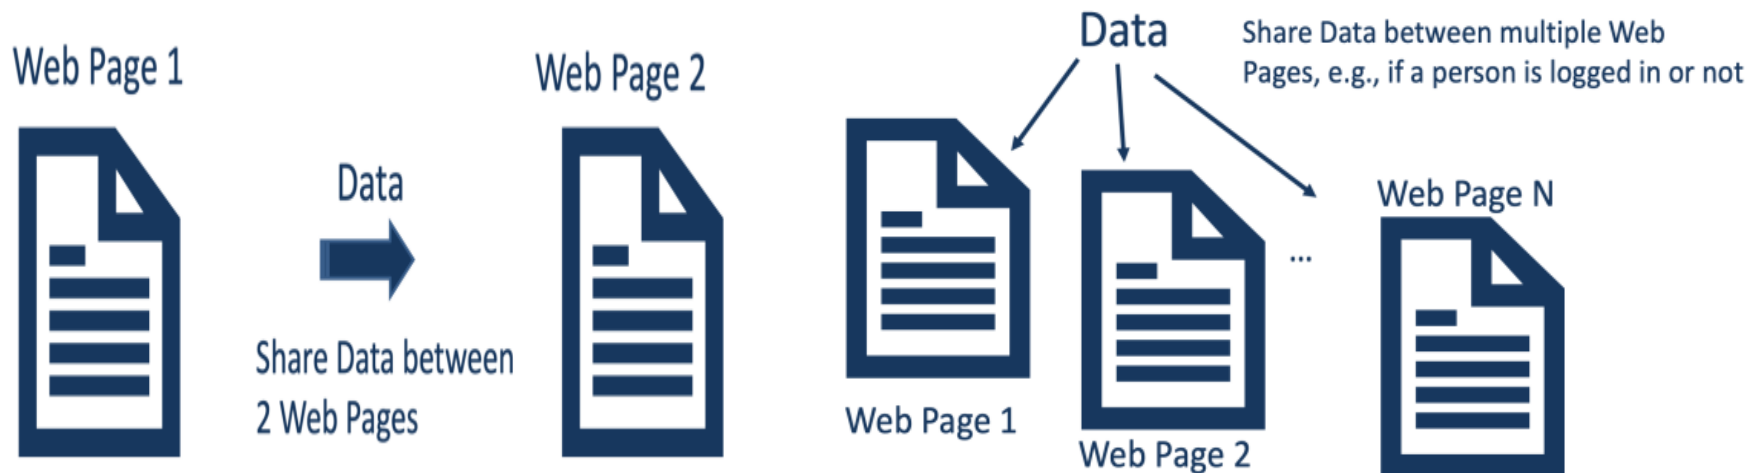 Web Page 1
Web Page 2
Data
Share Data between
2 Web Pages
Data
Share Data between multiple Web
Pages, e.g., if a person is logged in or not
Web Page N
...
Web Page 1
Web Page 2